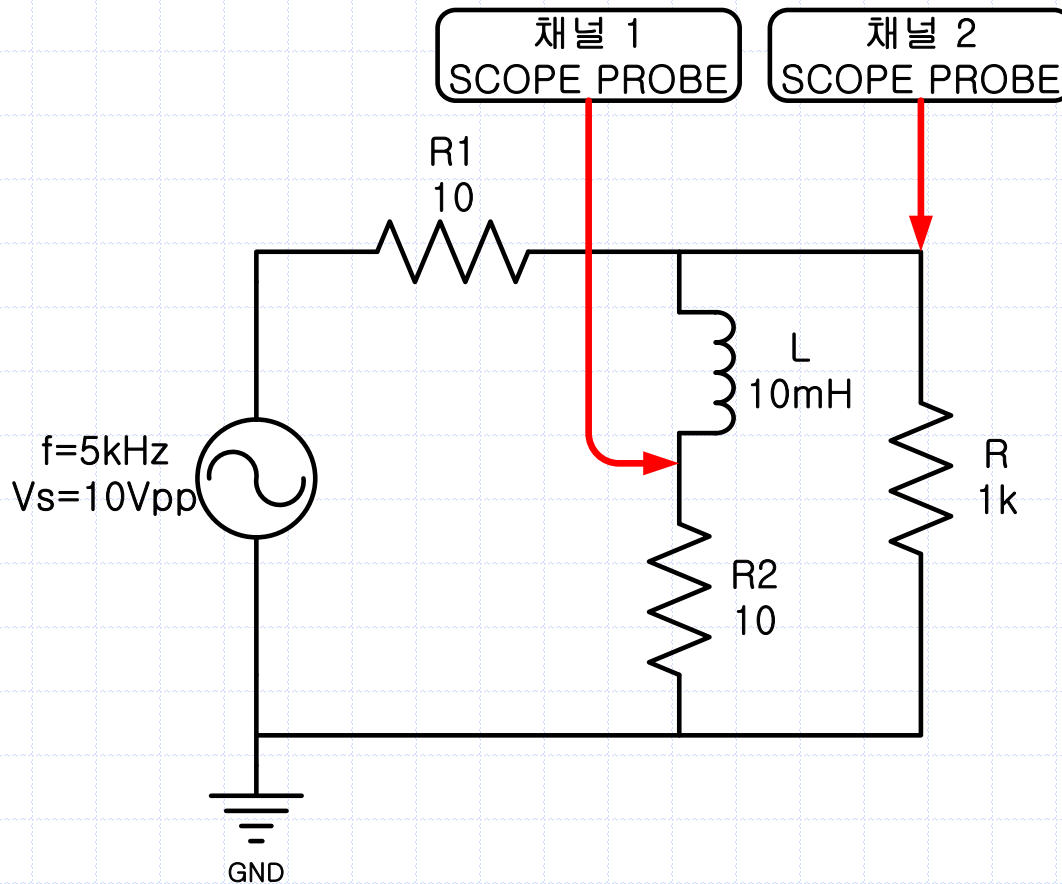 채널 1
SCOPE PROBE
채널 2
SCOPE PROBE
R1
10
L
10mH
f=5kHz
Vs=10Vpp
R
1k
R2
10
GND